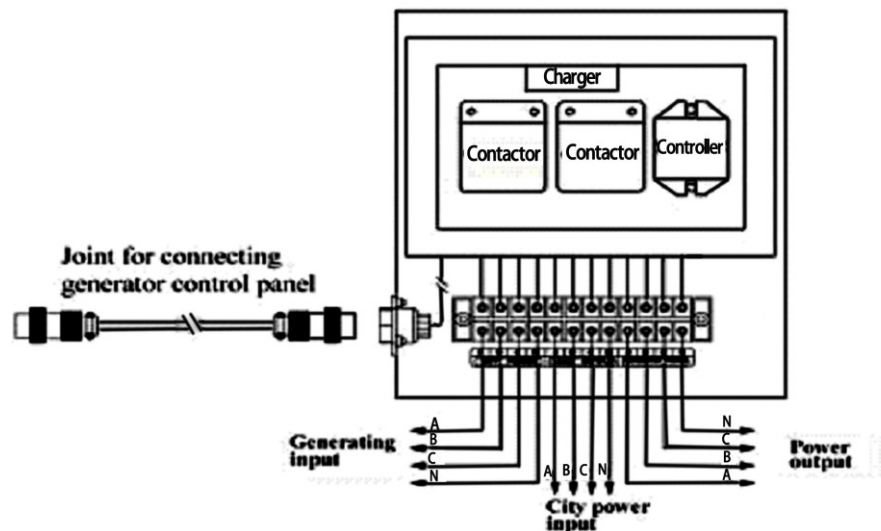 Charger
Contactor
Contactor
Controller
Joint for connecting
generator control panel
A
B
C
N
Generating
input
A
B
C
N
City power
input
N
C
B
A
Power
output